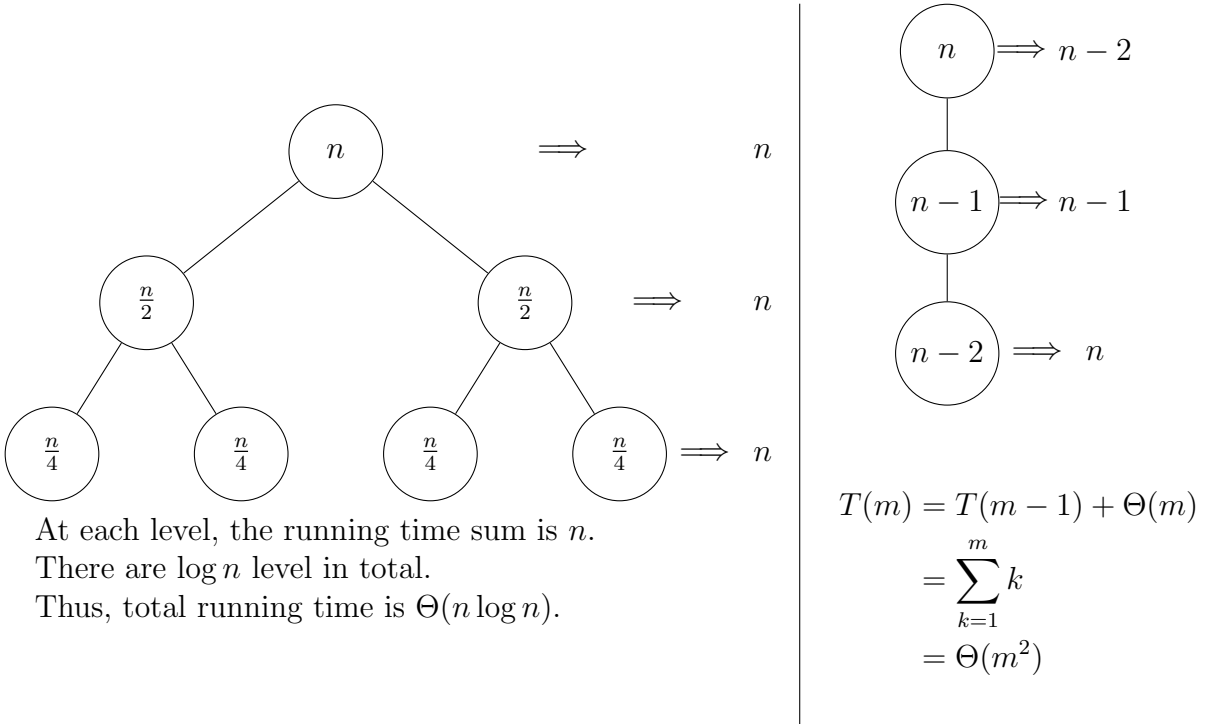 n ⟹ n
n/2 n/2 ⟹ n
n/4 n/4 n/4 n/4 ⟹ n
At each level, the running time sum is n.
There are log n level in total.
Thus, total running time is Θ(n log n).
n ⟹ n − 2
n − 1 ⟹ n − 1
n − 2 ⟹ n
T(m) = T(m − 1) + Θ(m)
= ∑_{k=1}^{m} k
= Θ(m²)